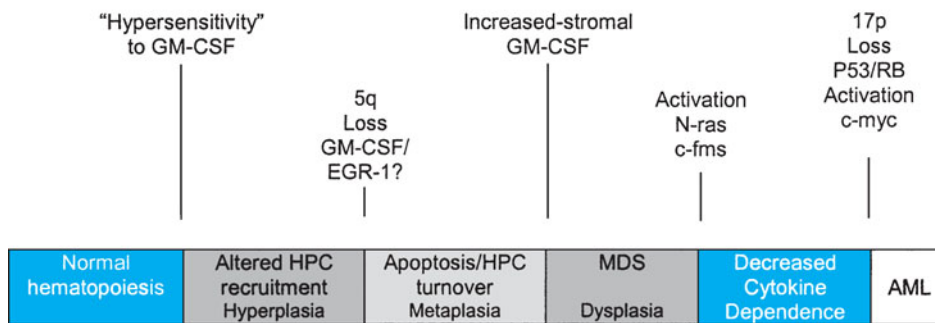 “Hypersensitivity”
to GM-CSF
5q
Loss
GM-CSF/
EGR-1?
Increased-stromal
GM-CSF
Activation
N-ras
c-fms
17p
Loss
P53/RB
Activation
c-myc
Normal
hematopoiesis
Altered HPC
recruitment
Hyperplasia
Apoptosis/HPC
turnover
Metaplasia
MDS
Dysplasia
Decreased
Cytokine
Dependence
AML